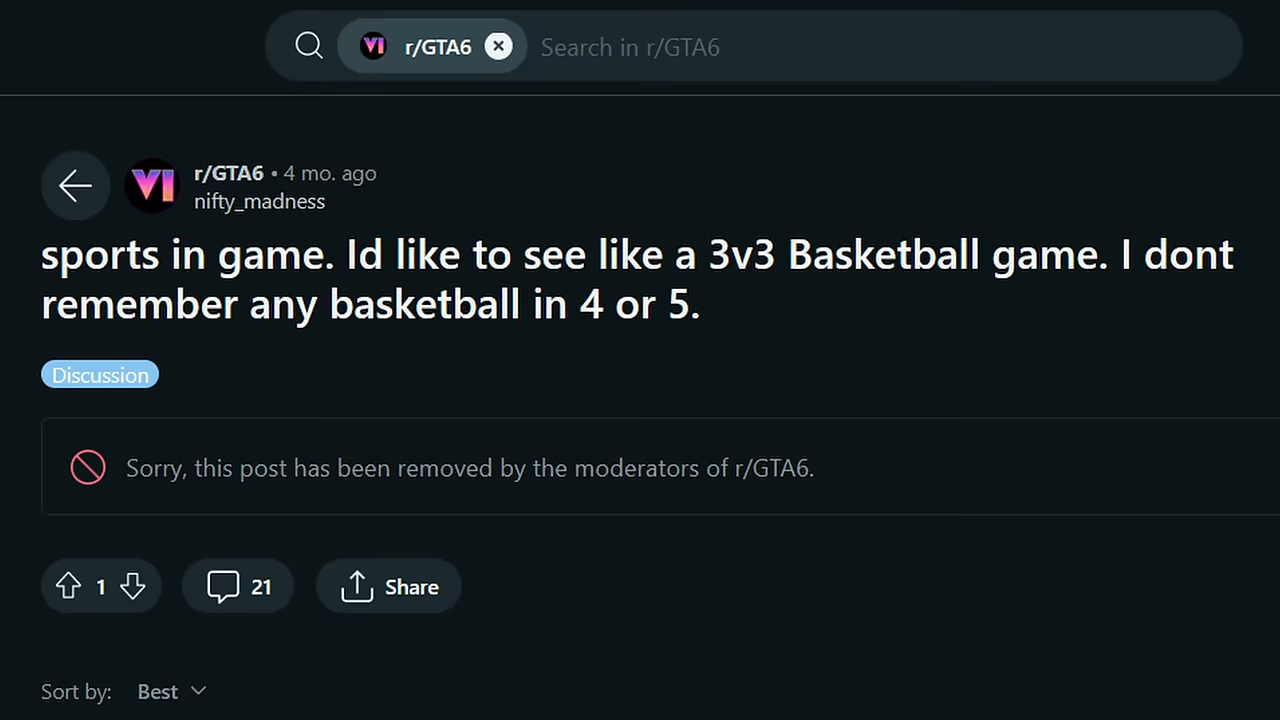 VI r/GTA6 Search in r/GTA6
VI r/GTA6 • 4 mo. ago
nifty_madness
sports in game. Id like to see like a 3v3 Basketball game. I dont
remember any basketball in 4 or 5.
Discussion
Sorry, this post has been removed by the moderators of r/GTA6.
1 21 Share
Sort by: Best